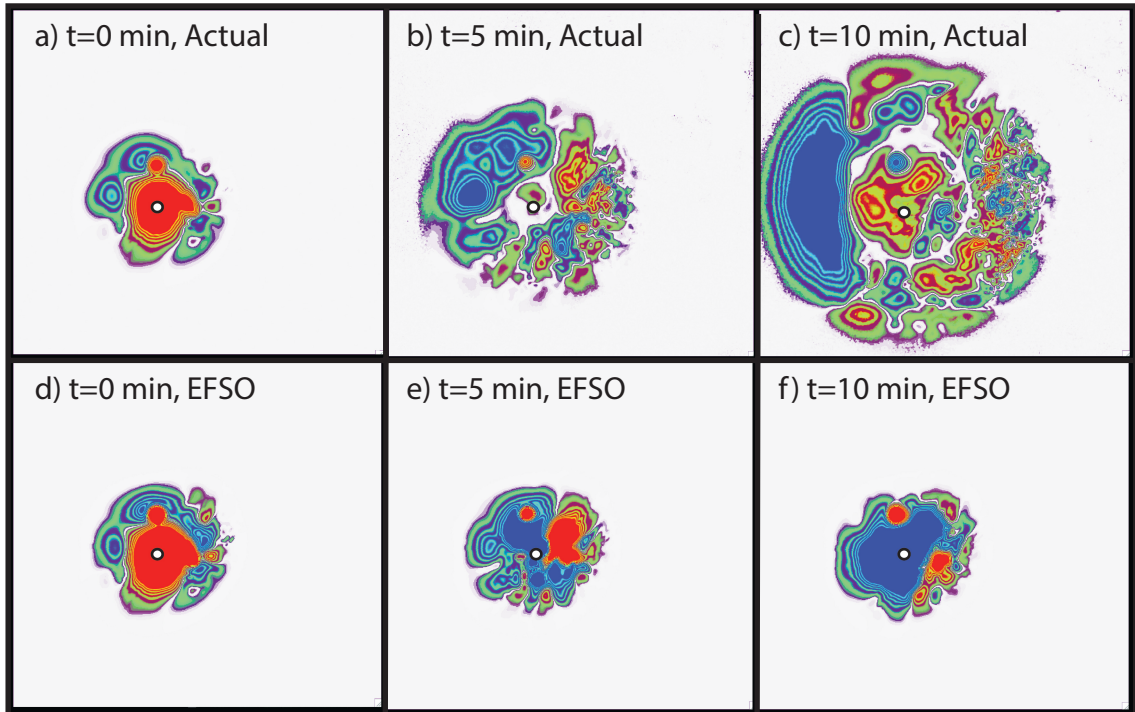 a) t=0 min, Actual
b) t=5 min, Actual
c) t=10 min, Actual
d) t=0 min, EFSO
e) t=5 min, EFSO
f) t=10 min, EFSO